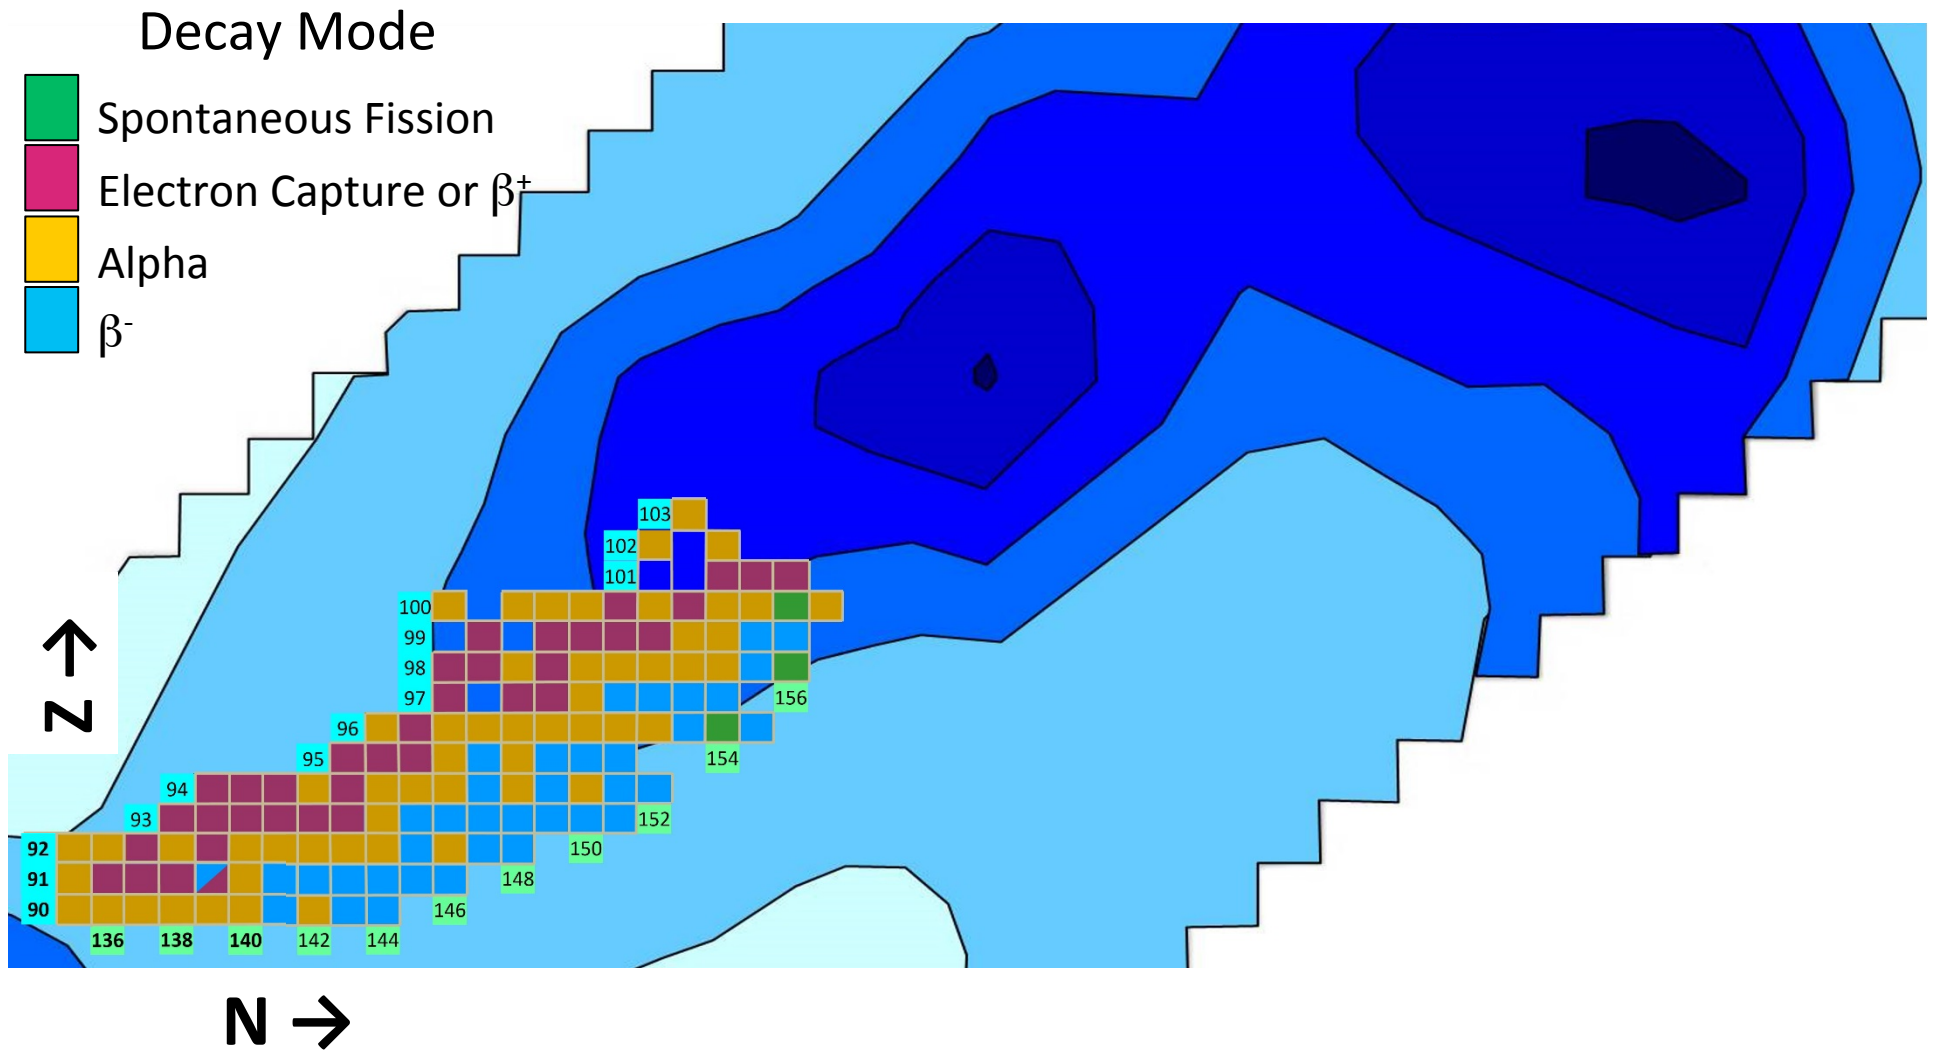 Decay Mode
Spontaneous Fission
Electron Capture or β+
Alpha
β-
103
102
101
100
99
98
97
156
96
95
154
94
93
152
92
150
91
148
90
146
136 138 140 142 144
Z →
N →